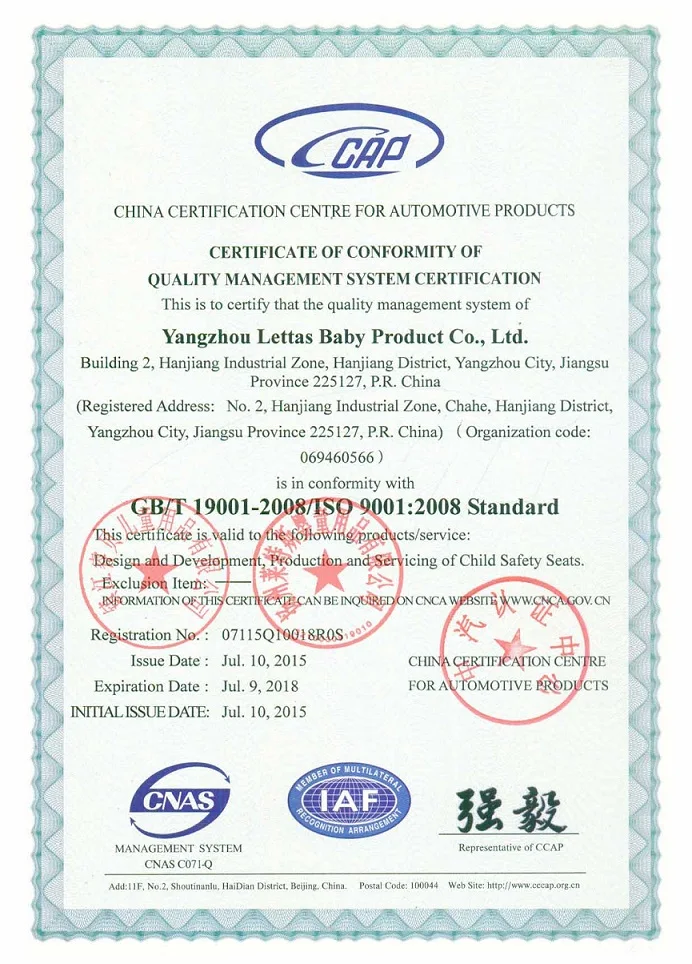 CCAP
CHINA CERTIFICATION CENTRE FOR AUTOMOTIVE PRODUCTS
CERTIFICATE OF CONFORMITY OF
QUALITY MANAGEMENT SYSTEM CERTIFICATION
This is to certify that the quality management system of
Yangzhou Lettas Baby Product Co., Ltd.
Building 2, Hanjiang Industrial Zone, Hanjiang District, Yangzhou City, Jiangsu
Province 225127, P.R. China
(Registered Address: No. 2, Hanjiang Industrial Zone, Chahe, Hanjiang District,
Yangzhou City, Jiangsu Province 225127, P.R. China) (Organization code:
069460566)
is in conformity with
GB/T 19001-2008/ISO 9001:2008 Standard
This certificate is valid to the following products/service:
Design and Development, Production and Servicing of Child Safety Seats.
Exclusion Item: ——
INFORMATION OF THIS CERTIFICATE CAN BE INQUIRED ON CNCA WEBSITE WWW.CNCA.GOV. CN
Registration No. : 07115Q10018R0S
Issue Date : Jul. 10, 2015
Expiration Date : Jul. 9, 2018
INITIAL ISSUE DATE: Jul. 10, 2015
CHINA CERTIFICATION CENTRE
FOR AUTOMOTIVE PRODUCTS
中汽认证中心
CNAS
MANAGEMENT SYSTEM
CNAS C071-Q
MEMBER OF MULTILATERAL
IAF
RECOGNITION ARRANGEMENT
强毅
Representative of CCAP
Add:11F, No.2, Shoutinanlu, HaiDian District, Beijing, China. Postal Code: 100044 Web Site: http://www.cccap.org.cn